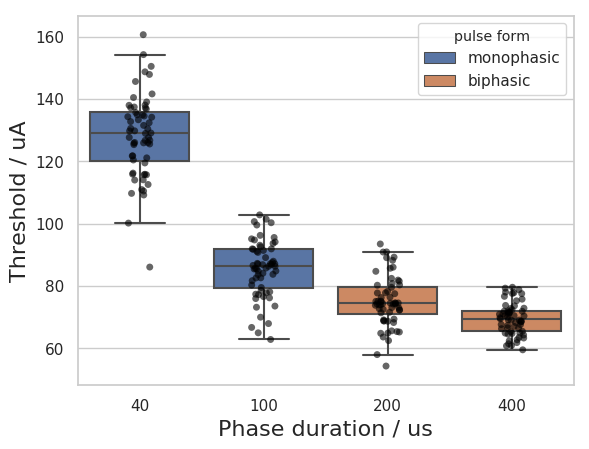 pulse form
monophasic
biphasic
160
140
120
100
80
60
Threshold / uA
40
100
200
400
Phase duration / us